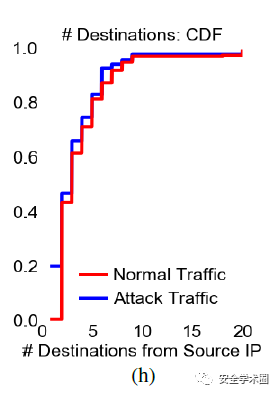 # Destinations: CDF
1.0
0.8
0.6
0.4
0.2
0.0
Normal Traffic
Attack Traffic
0 5 10 15 20
# Destinations from Source IP
(h)
安全学术圈